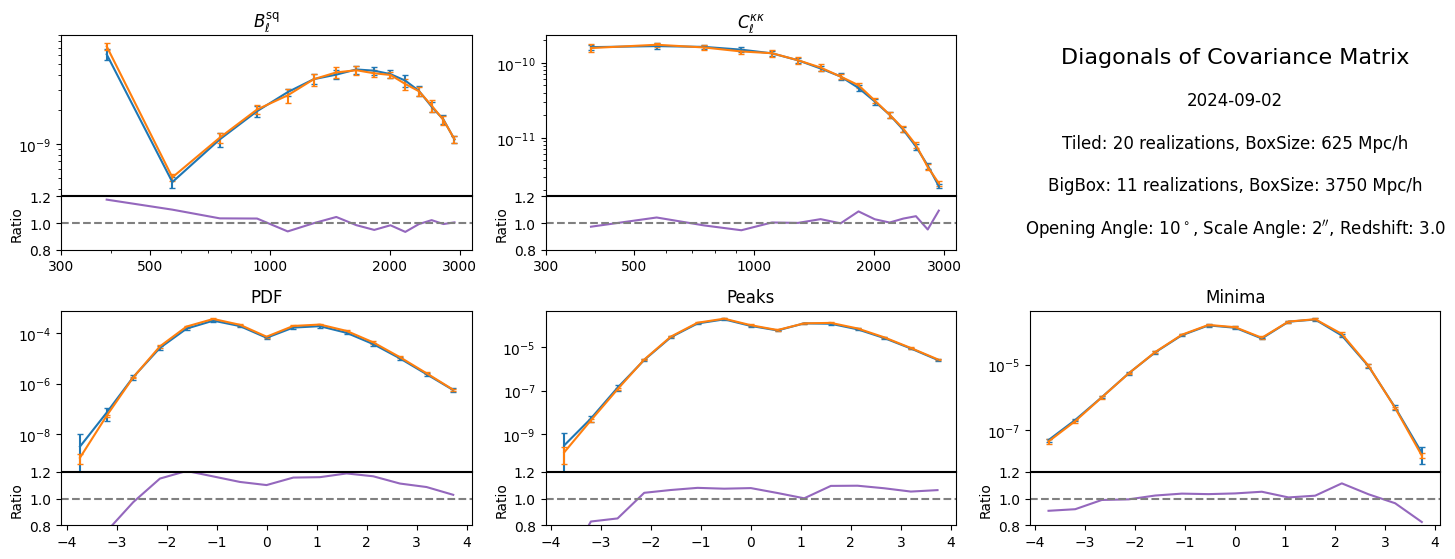 B_ℓ^sq
10⁻⁹
1.2
1.0
0.8
Ratio
300 500 1000 2000 3000
C_ℓ^κκ
10⁻¹⁰
10⁻¹¹
1.2
1.0
0.8
Ratio
300 500 1000 2000 3000
Diagonals of Covariance Matrix
2024-09-02
Tiled: 20 realizations, BoxSize: 625 Mpc/h
BigBox: 11 realizations, BoxSize: 3750 Mpc/h
Opening Angle: 10°, Scale Angle: 2″, Redshift: 3.0
PDF
10⁻⁴
10⁻⁶
10⁻⁸
1.2
1.0
0.8
Ratio
−4 −3 −2 −1 0 1 2 3 4
Peaks
10⁻⁵
10⁻⁷
10⁻⁹
1.2
1.0
0.8
Ratio
−4 −3 −2 −1 0 1 2 3 4
Minima
10⁻⁵
10⁻⁷
1.2
1.0
0.8
Ratio
−4 −3 −2 −1 0 1 2 3 4